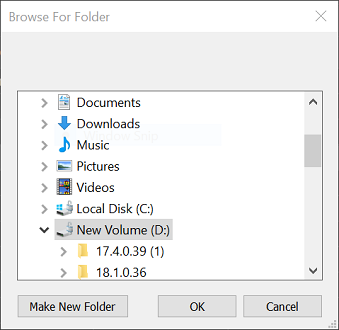 Browse For Folder
Documents
Downloads
Music
Pictures
Videos
Local Disk (C:)
New Volume (D:)
17.4.0.39 (1)
18.1.0.36
Make New Folder
OK
Cancel